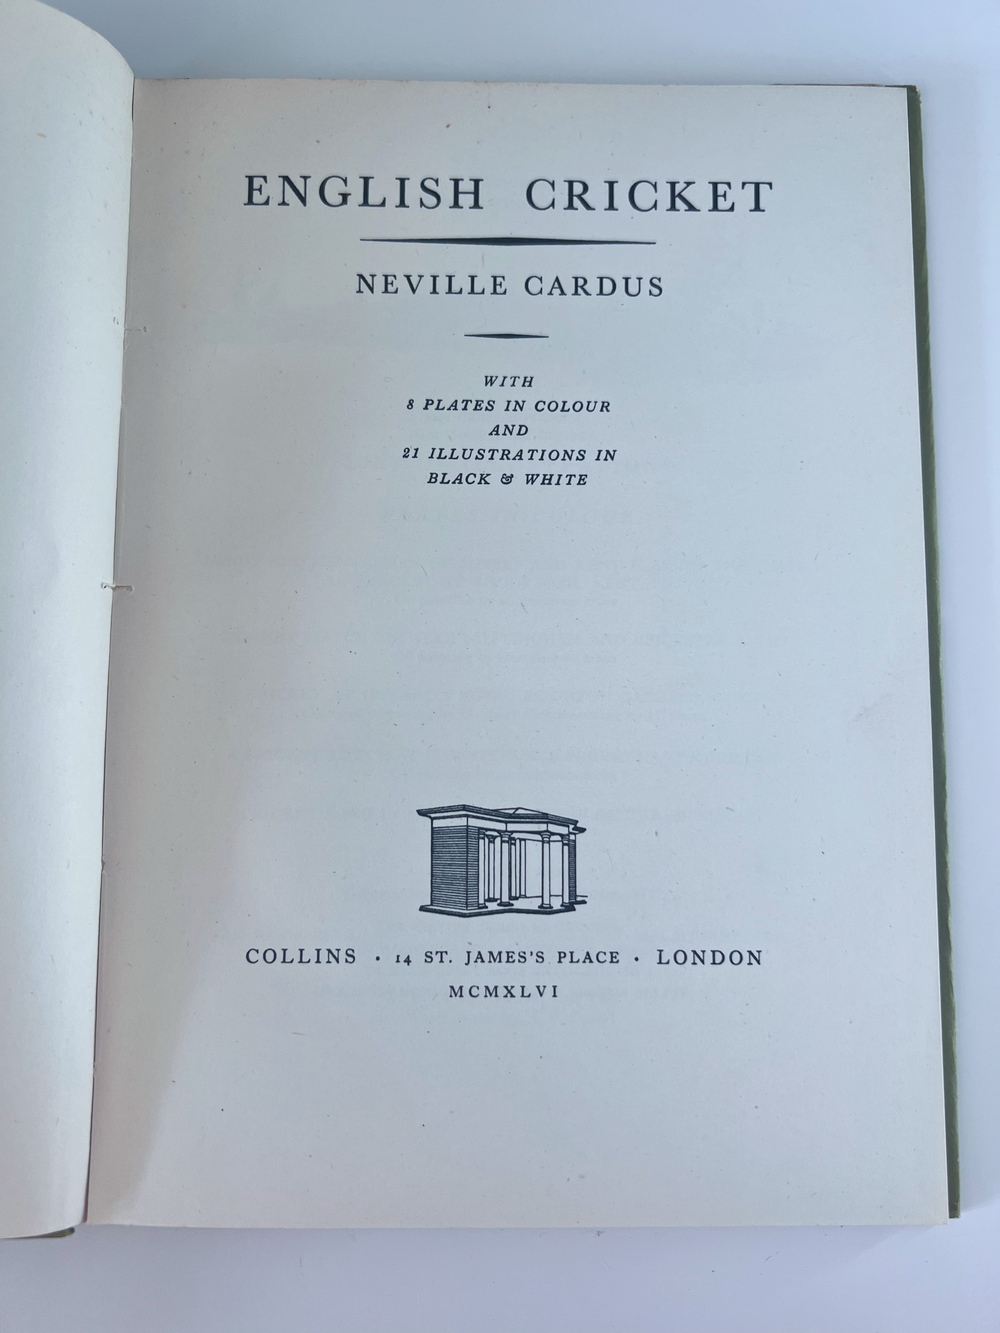 ENGLISH CRICKET
NEVILLE CARDUS
WITH
8 PLATES IN COLOUR
AND
21 ILLUSTRATIONS IN
BLACK & WHITE
COLLINS · 14 ST. JAMES'S PLACE · LONDON
MCMXLVI